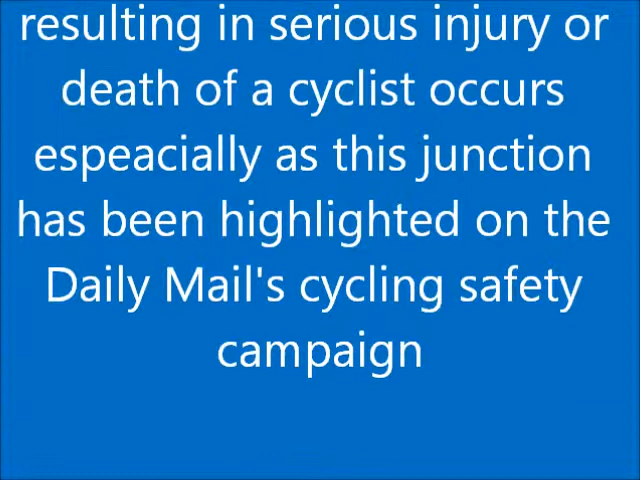 resulting in serious injury or
death of a cyclist occurs
espeacially as this junction
has been highlighted on the
Daily Mail's cycling safety
campaign